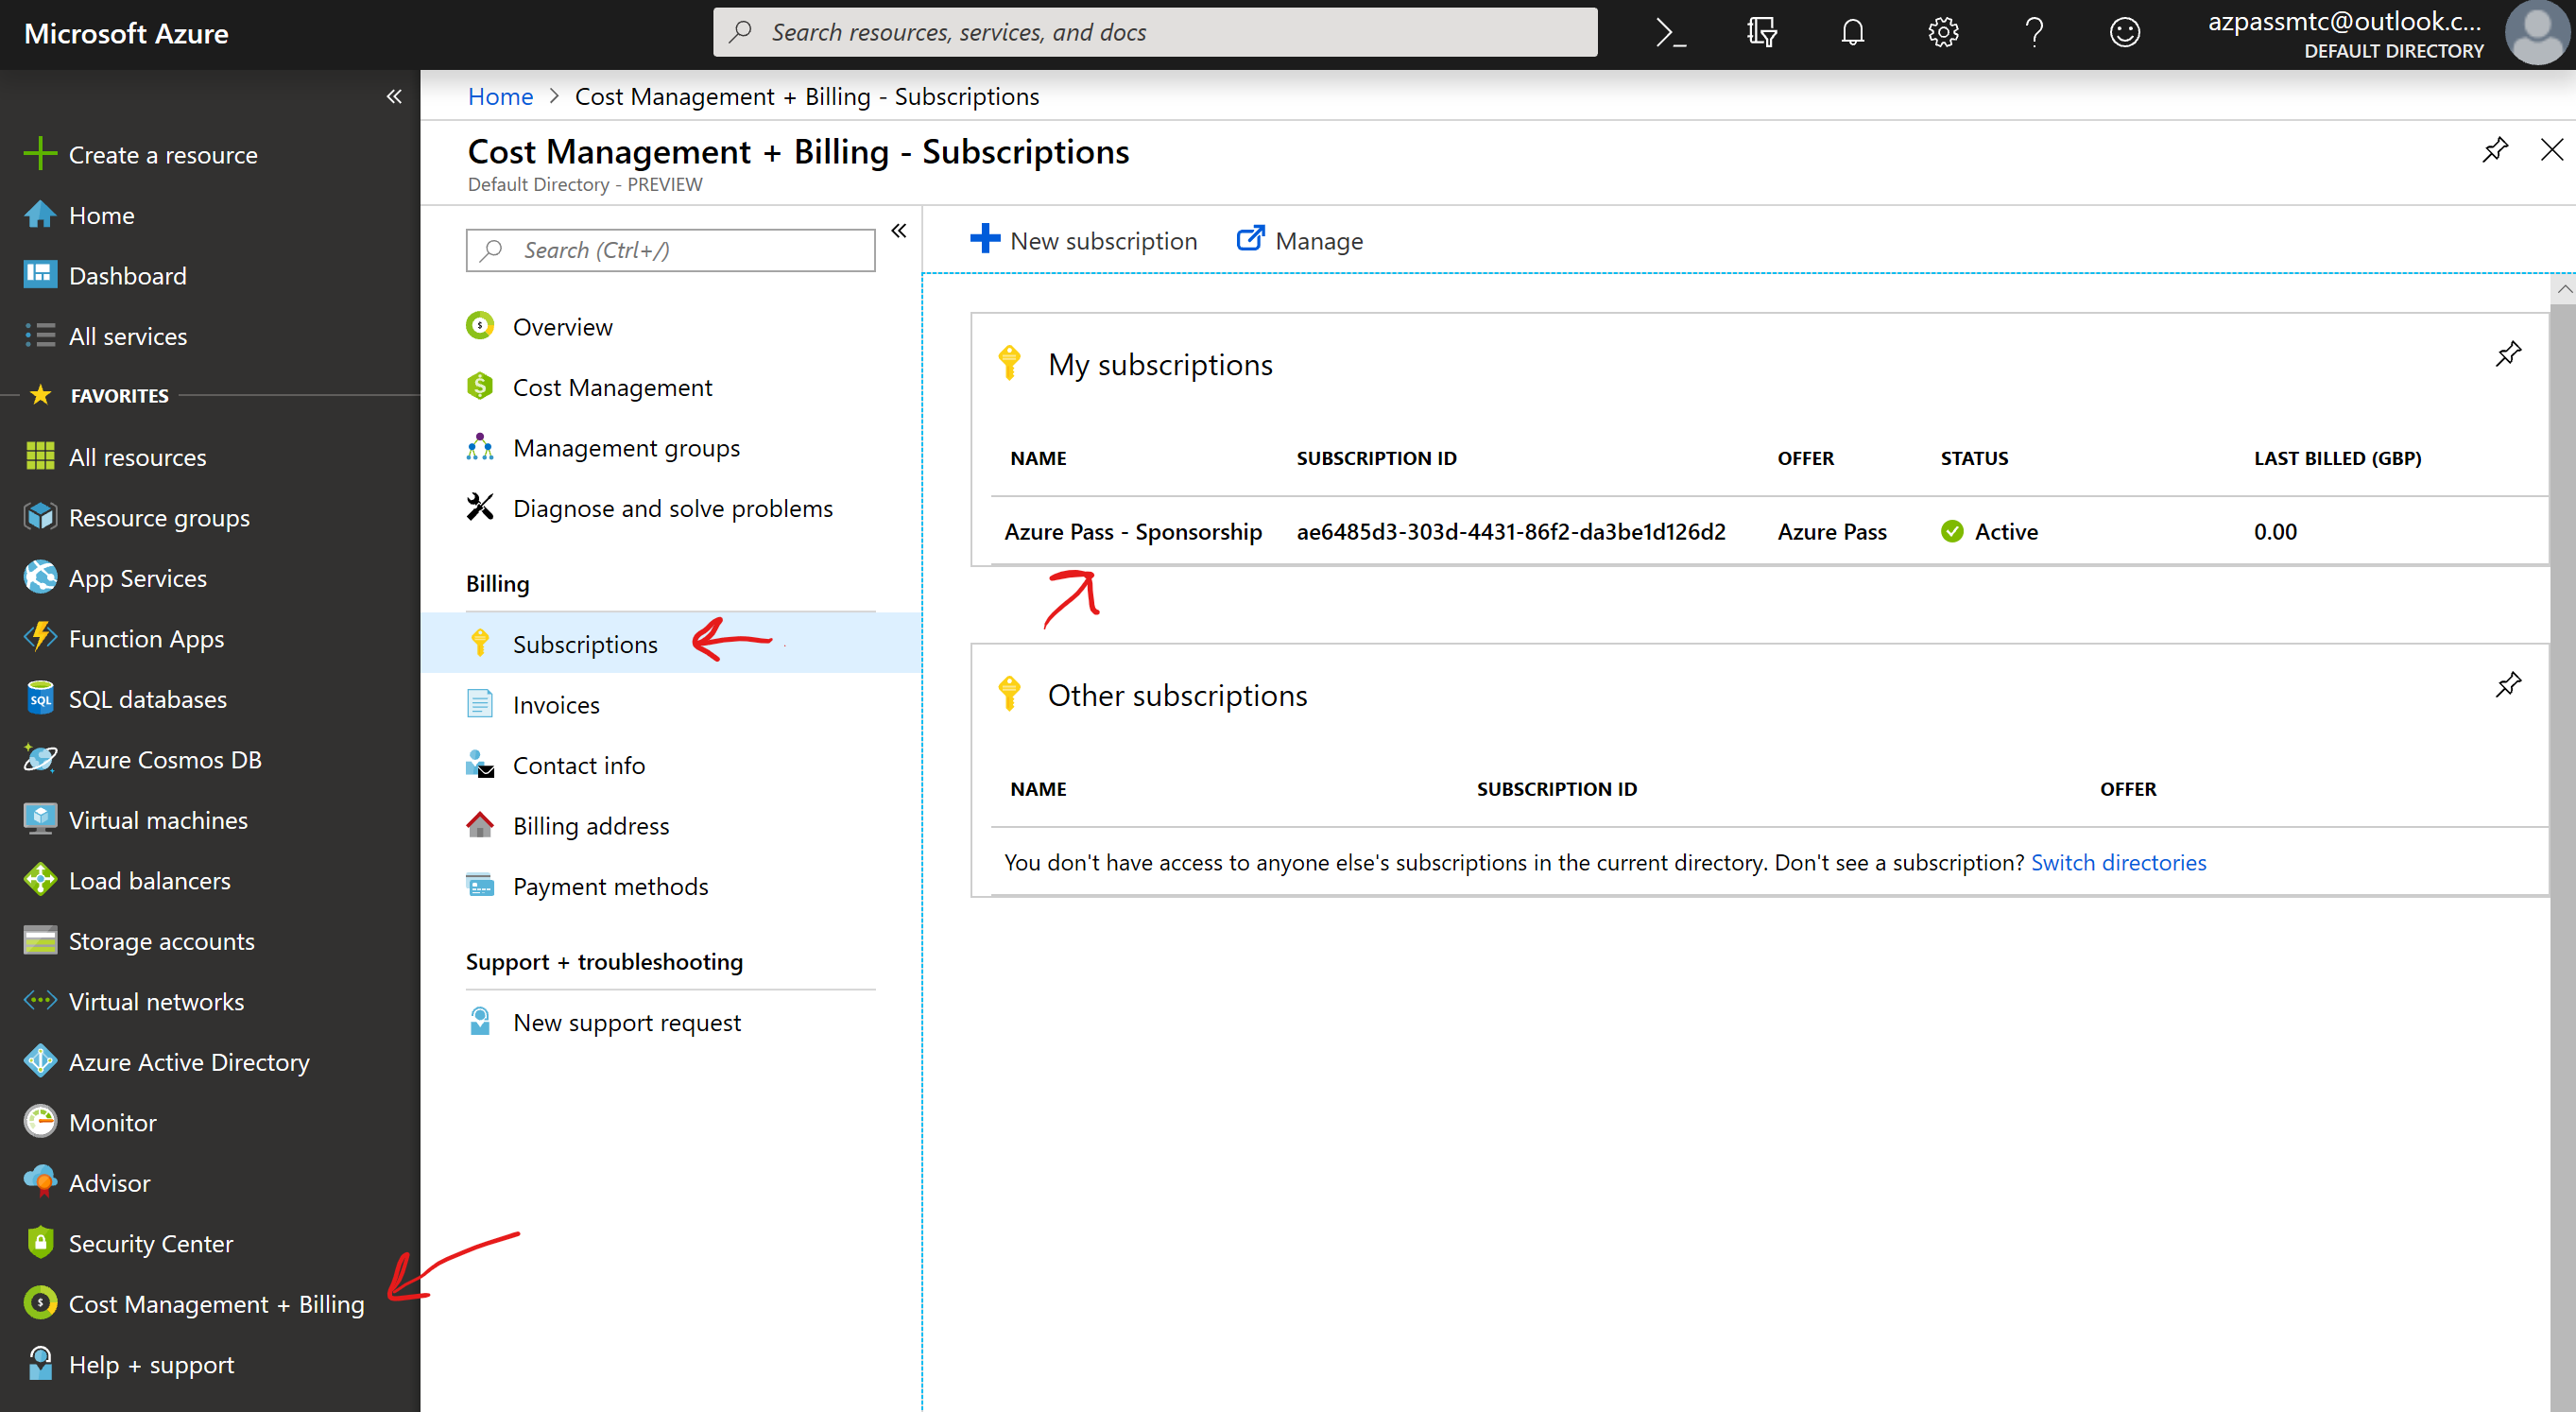 Microsoft Azure
Search resources, services, and docs
azpassmtc@outlook.c...
DEFAULT DIRECTORY
Create a resource
Home
Dashboard
All services
FAVORITES
All resources
Resource groups
App Services
Function Apps
SQL databases
Azure Cosmos DB
Virtual machines
Load balancers
Storage accounts
Virtual networks
Azure Active Directory
Monitor
Advisor
Security Center
Cost Management + Billing
Help + support
Home > Cost Management + Billing - Subscriptions
Cost Management + Billing - Subscriptions
Default Directory - PREVIEW
Search (Ctrl+/)
Overview
Cost Management
Management groups
Diagnose and solve problems
Billing
Subscriptions
Invoices
Contact info
Billing address
Payment methods
Support + troubleshooting
New support request
New subscription Manage
My subscriptions
NAME SUBSCRIPTION ID OFFER STATUS LAST BILLED (GBP)
Azure Pass - Sponsorship ae6485d3-303d-4431-86f2-da3be1d126d2 Azure Pass Active 0.00
Other subscriptions
NAME SUBSCRIPTION ID OFFER
You don't have access to anyone else's subscriptions in the current directory. Don't see a subscription? Switch directories